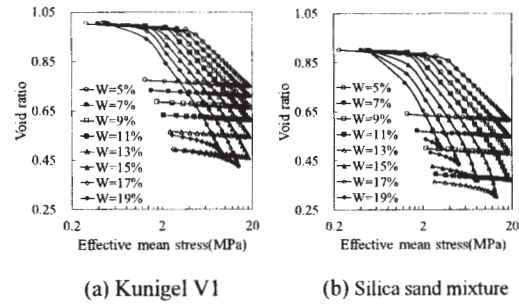 (a)
1.05
0.85
0.65
0.45
0.25
Void ratio
W=5%
W=7%
W=9%
W=11%
W=13%
W=15%
W=17%
W=19%
0.2 2 20
Effective mean stress(MPa)
(a) Kunigel V1
(b)
1.05
0.85
0.65
0.45
0.25
Void ratio
W=5%
W=7%
W=9%
W=11%
W=13%
W=15%
W=17%
W=19%
0.2 2 20
Effective mean stress(MPa)
(b) Silica sand mixture